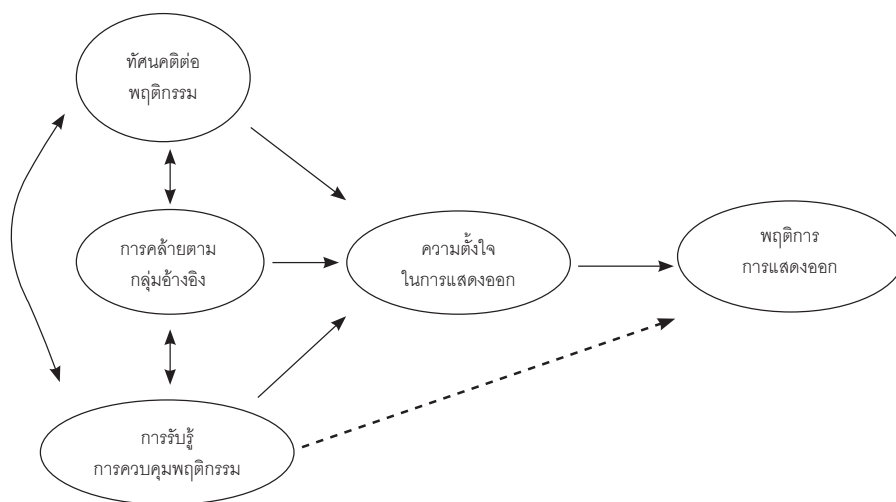 ทัศนคติต่อ
พฤติกรรม
การคล้ายตาม
กลุ่มอ้างอิง
ความตั้งใจ
ในการแสดงออก
พฤติการ
การแสดงออก
การรับรู้
การควบคุมพฤติกรรม